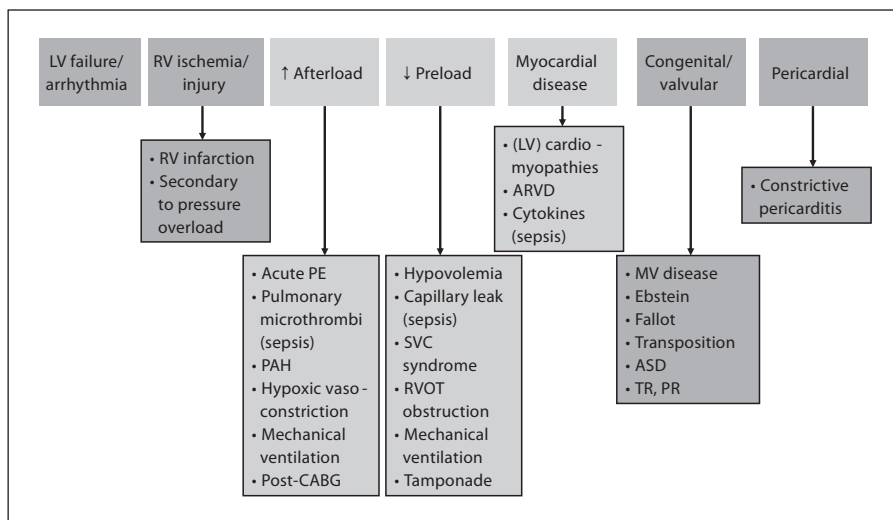 LV failure/
arrhythmia
RV ischemia/
injury
↑ Afterload
↓ Preload
Myocardial
disease
Congenital/
valvular
Pericardial
• RV infarction
• Secondary
to pressure
overload
• Acute PE
• Pulmonary
microthrombi
(sepsis)
• PAH
• Hypoxic vaso-
constriction
• Mechanical
ventilation
• Post-CABG
• Hypovolemia
• Capillary leak
(sepsis)
• SVC
syndrome
• RVOT
obstruction
• Mechanical
ventilation
• Tamponade
• (LV) cardio-
myopathies
• ARVD
• Cytokines
(sepsis)
• MV disease
• Ebstein
• Fallot
• Transposition
• ASD
• TR, PR
• Constrictive
pericarditis